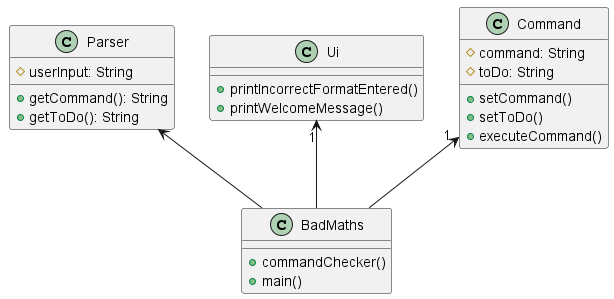 C Parser
userInput: String
getCommand(): String
getToDo(): String
C Ui
printIncorrectFormatEntered()
printWelcomeMessage()
C Command
command: String
toDo: String
setCommand()
setToDo()
executeCommand()
1
1
C BadMaths
commandChecker()
main()